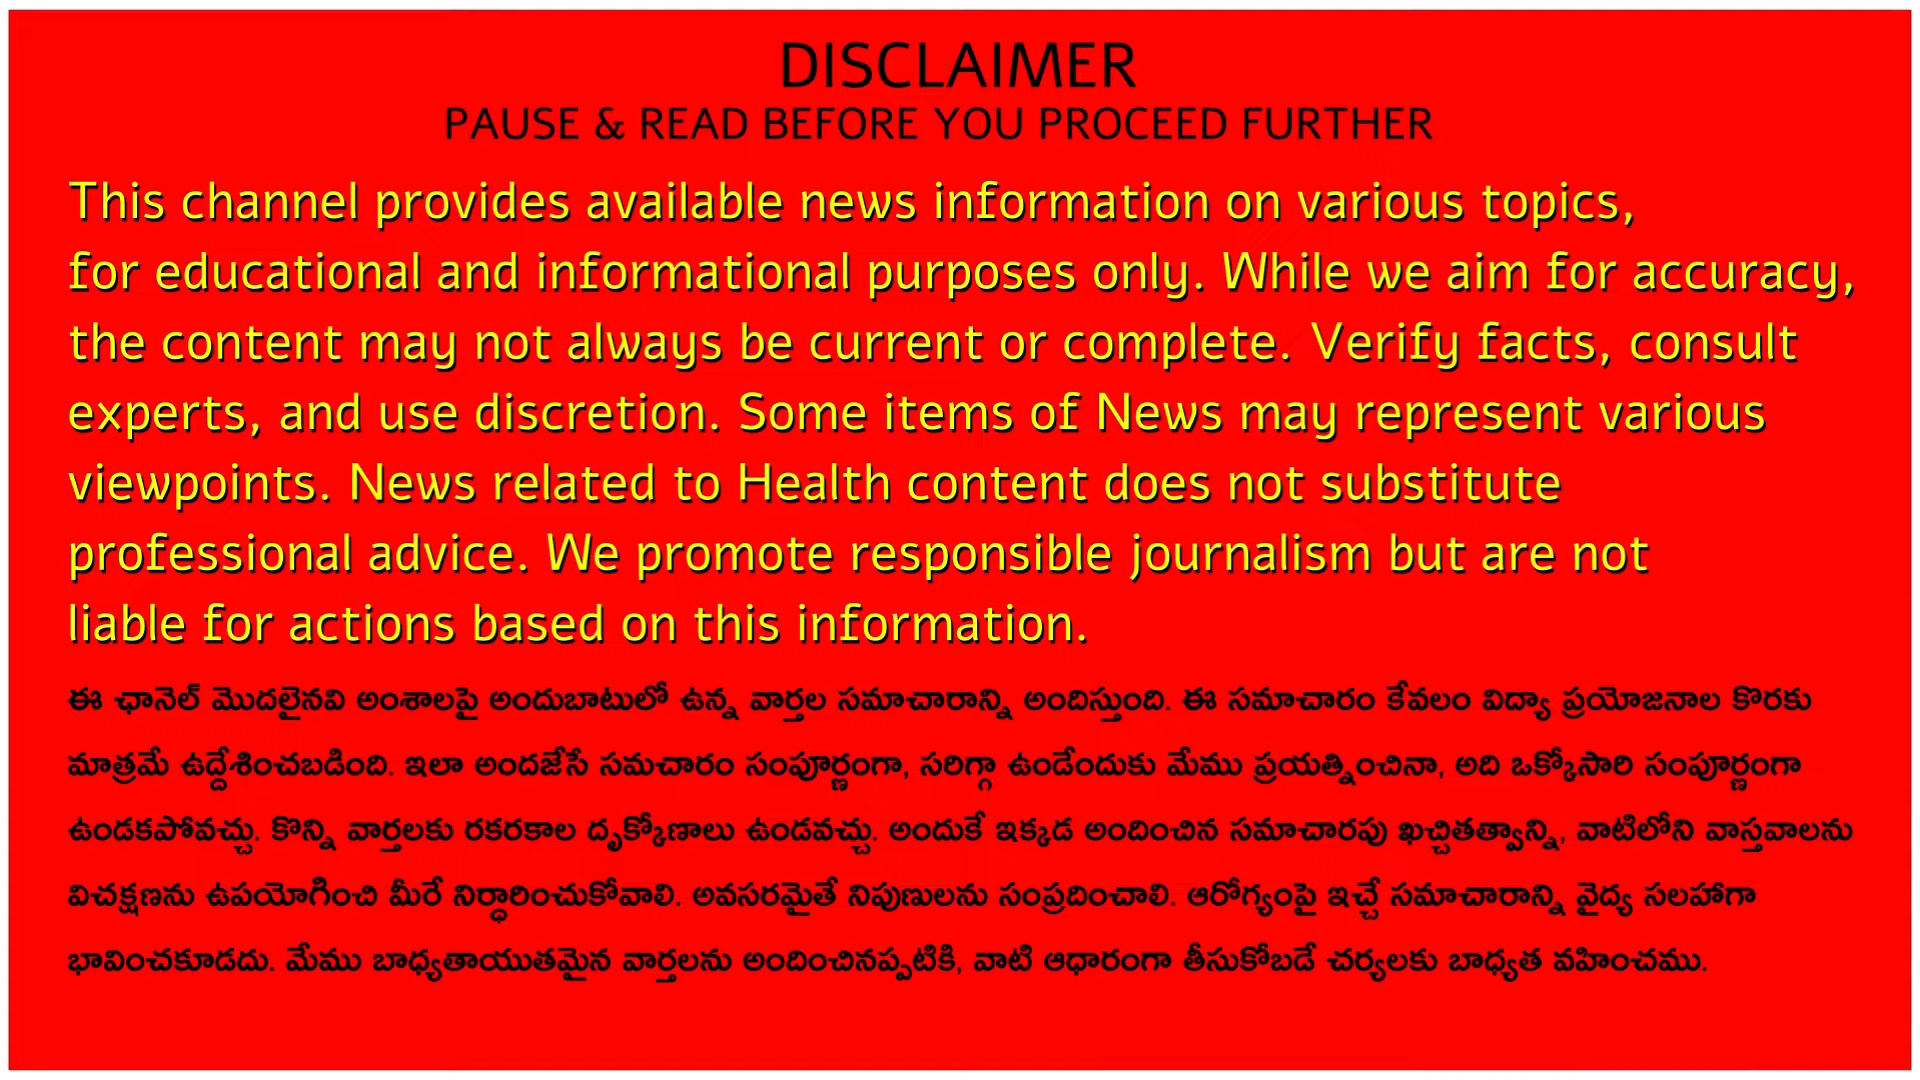 DISCLAIMER
PAUSE & READ BEFORE YOU PROCEED FURTHER
This channel provides available news information on various topics,
for educational and informational purposes only. While we aim for accuracy,
the content may not always be current or complete. Verify facts, consult
experts, and use discretion. Some items of News may represent various
viewpoints. News related to Health content does not substitute
professional advice. We promote responsible journalism but are not
liable for actions based on this information.
ఈ ఛానెల్ మొదలైనవి అంశాలపై అందుబాటులో ఉన్న వార్తల సమాచారాన్ని అందిస్తుంది. ఈ సమాచారం కేవలం విద్యా ప్రయోజనాల కొరకు
మాత్రమే ఉద్దేశించబడింది. ఇలా అందజేసే సమచారం సంపూర్ణంగా, సరిగ్గా ఉండేందుకు మేము ప్రయత్నించినా, అది ఒక్కోసారి సంపూర్ణంగా
ఉండకపోవచ్చు. కొన్ని వార్తలకు రకరకాల దృక్కోణాలు ఉండవచ్చు. అందుకే ఇక్కడ అందించిన సమాచారపు ఖచ్చితత్వాన్ని, వాటిలోని వాస్తవాలను
విచక్షణను ఉపయోగించి మీరే నిర్ధారించుకోవాలి. అవసరమైతే నిపుణులను సంప్రదించాలి. ఆరోగ్యంపై ఇచ్చే సమాచారాన్ని వైద్య సలహాగా
భావించకూడదు. మేము బాధ్యతాయుతమైన వార్తలను అందించినప్పటికి, వాటి ఆధారంగా తీసుకోబడే చర్యలకు బాధ్యత వహించము.